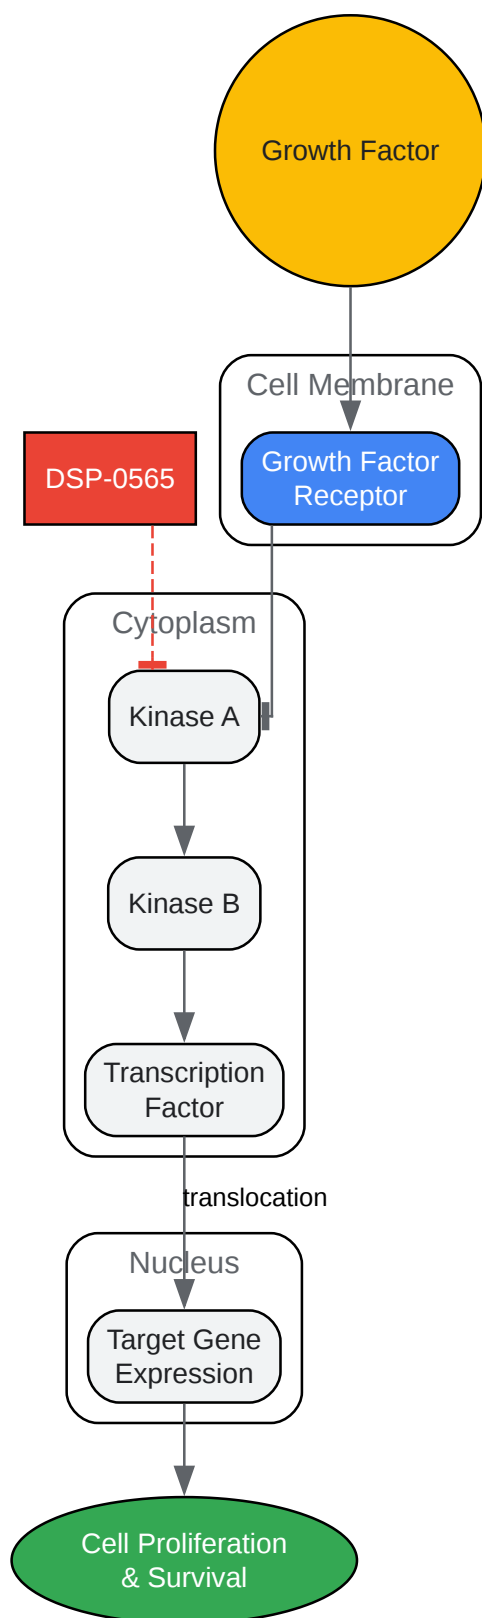 Growth Factor
Cell Membrane
Growth Factor
Receptor
DSP-0565
Cytoplasm
Kinase A
Kinase B
Transcription
Factor
translocation
Nucleus
Target Gene
Expression
Cell Proliferation
& Survival